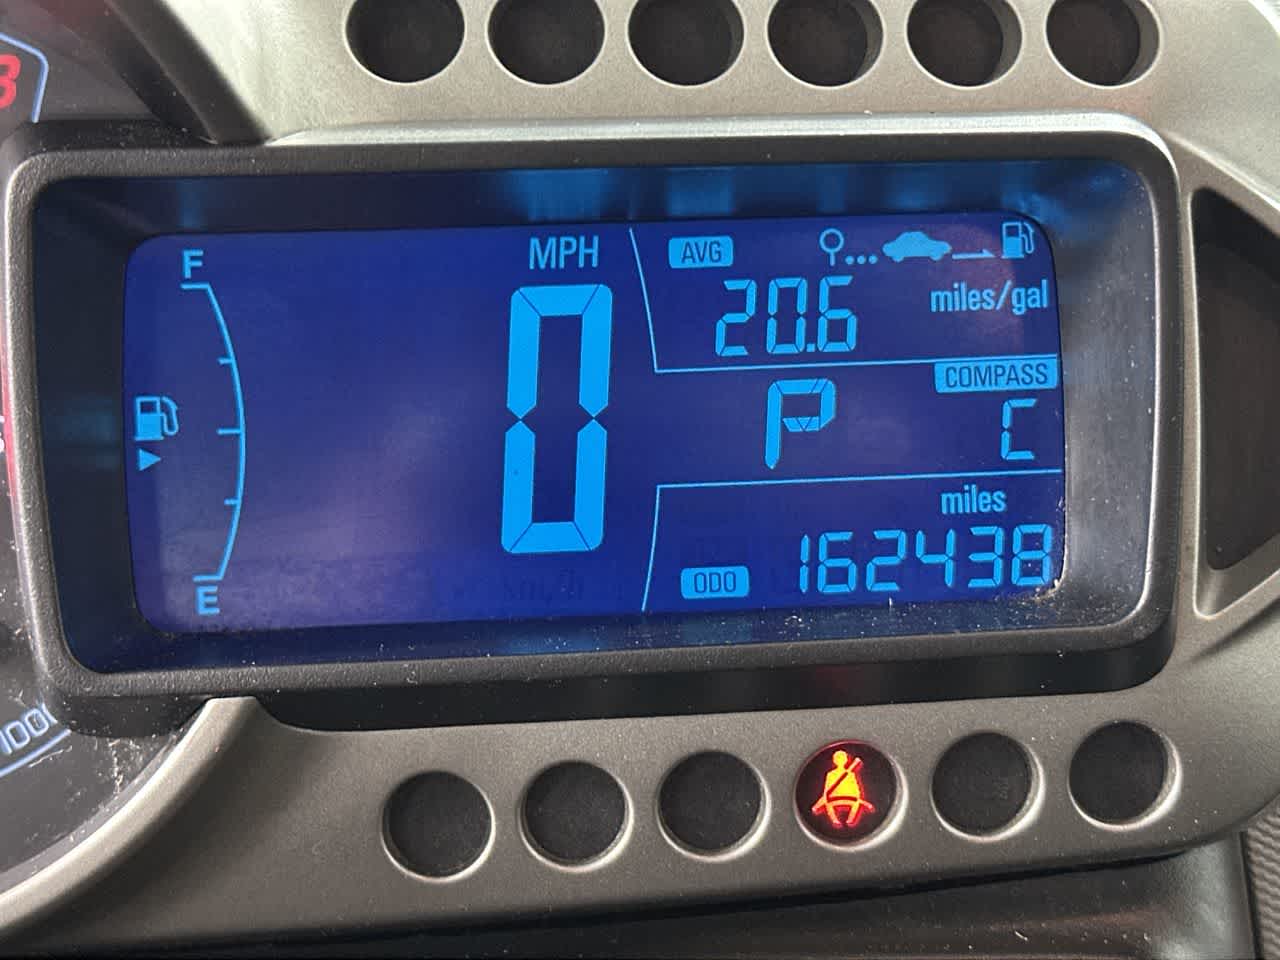 F
MPH
AVG
20.6
miles/gal
COMPASS
0
P
C
miles
ODO
162438
E